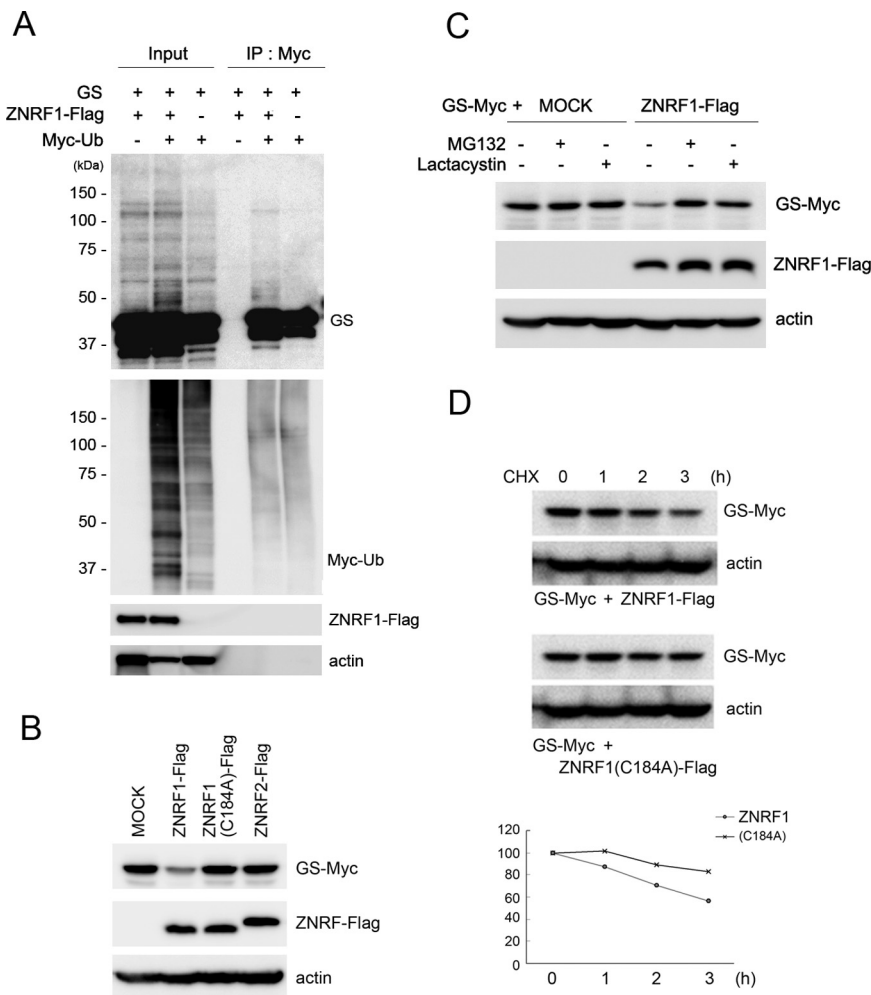 A
Input IP : Myc
GS + + + + + +
ZNRF1-Flag + + - + + -
Myc-Ub - + + - + +
(kDa)
150 -
100 -
75 -
50 -
GS
37 -
150 -
100 -
75 -
50 -
Myc-Ub
37 -
ZNRF1-Flag
actin
B
MOCK
ZNRF1-Flag
ZNRF1
(C184A)-Flag
ZNRF2-Flag
GS-Myc
ZNRF-Flag
actin
C
GS-Myc + MOCK ZNRF1-Flag
MG132 - + - - + -
Lactacystin - - + - - +
GS-Myc
ZNRF1-Flag
actin
D
CHX 0 1 2 3 (h)
GS-Myc
actin
GS-Myc + ZNRF1-Flag
GS-Myc
actin
GS-Myc +
ZNRF1(C184A)-Flag
ZNRF1
(C184A)
120
100
80
60
40
20
0
0 1 2 3 (h)